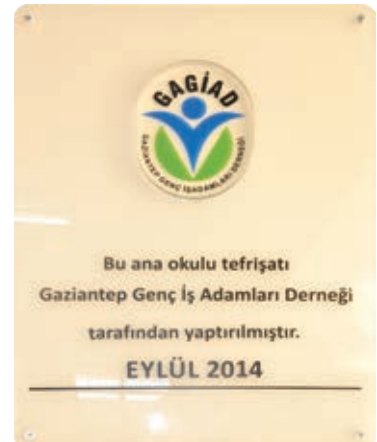 GAGİAD
GAZİANTEP GENÇ İŞADAMLARI DERNEĞİ
Bu ana okulu tefrişatı
Gaziantep Genç İş Adamları Derneği
tarafından yaptırılmıştır.
EYLÜL 2014